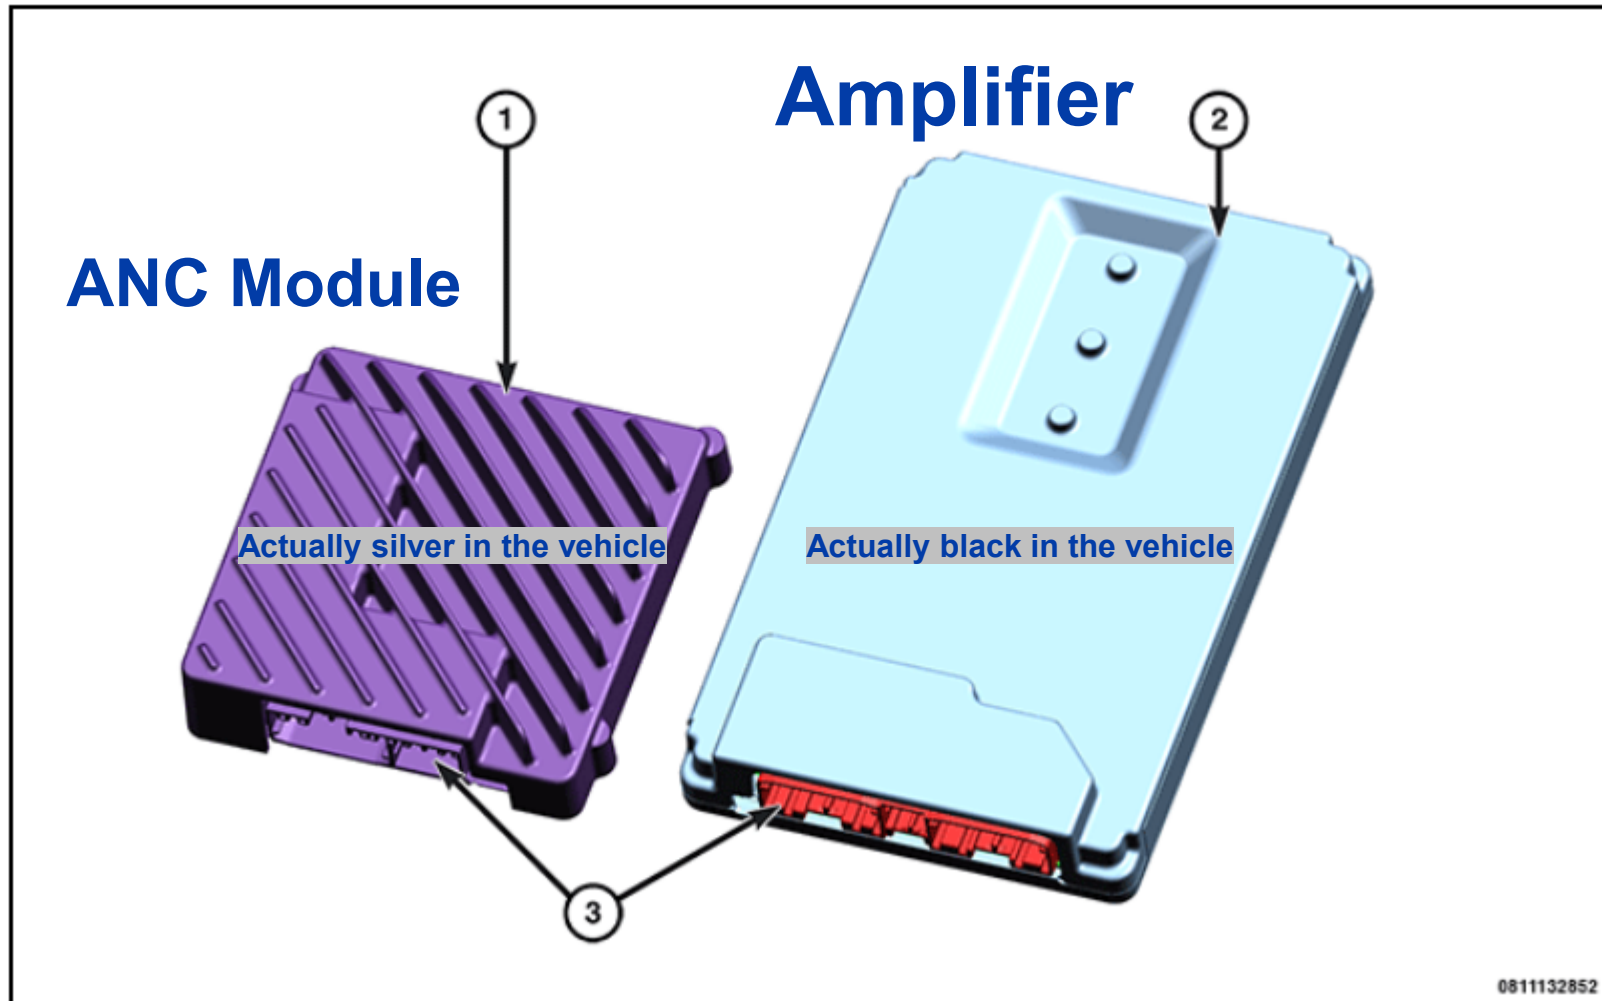 Amplifier
1
2
ANC Module
Actually silver in the vehicle
Actually black in the vehicle
3
0811132852